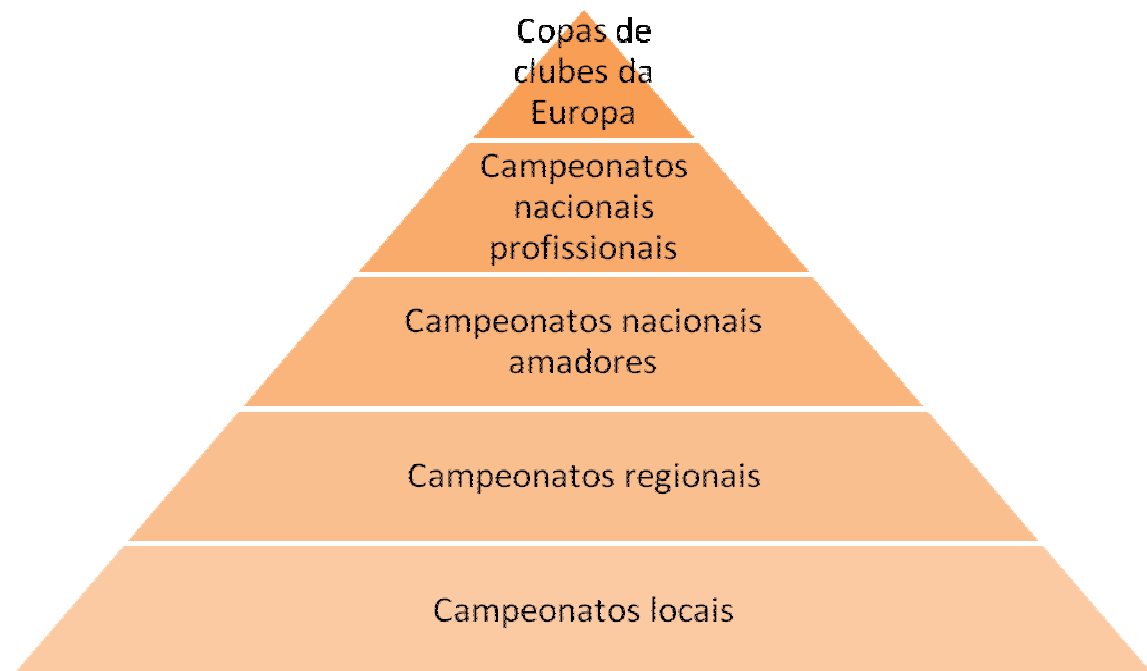 Copas de
clubes da
Europa
Campeonatos
nacionais
profissionais
Campeonatos nacionais
amadores
Campeonatos regionais
Campeonatos locais